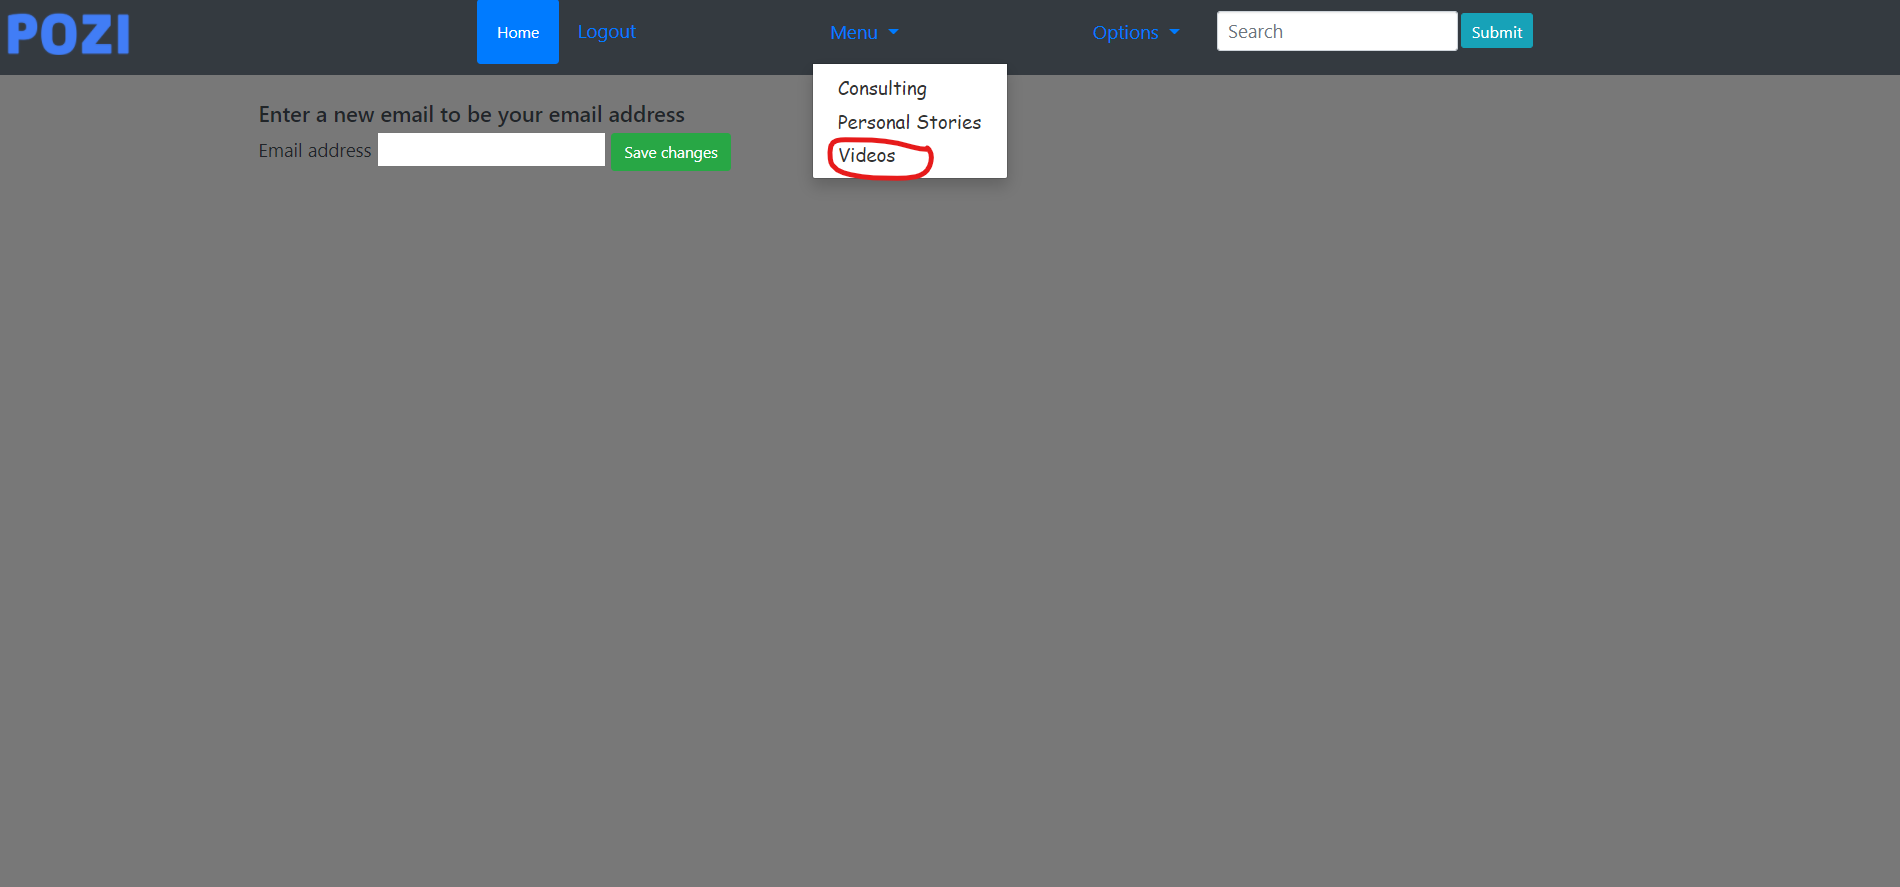 POZI
Home
Logout
Menu
Options
Search
Submit
Consulting
Personal Stories
Videos
Enter a new email to be your email address
Email address
Save changes